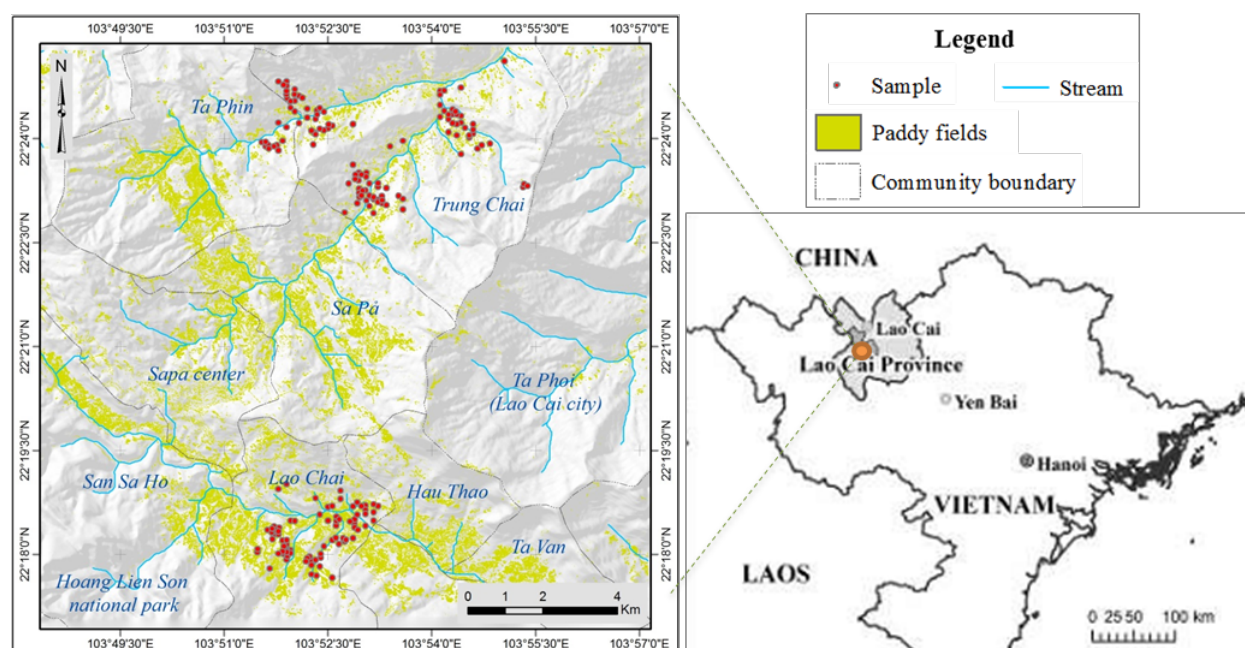 103°49'30"E 103°51'0"E 103°52'30"E 103°54'0"E 103°55'30"E 103°57'0"E
N
Ta Phin
Trung Chai
Sa Pả
Sapa center
Ta Phoi
(Lao Cai city)
San Sa Ho
Lao Chai
Hau Thao
Ta Van
Hoang Lien Son
national park
0 1 2 4
Km
22°24'0"N
22°22'30"N
22°21'0"N
22°19'30"N
22°18'0"N
22°24'0"N
22°22'30"N
22°21'0"N
22°19'30"N
22°18'0"N
103°49'30"E 103°51'0"E 103°52'30"E 103°54'0"E 103°55'30"E 103°57'0"E
Legend
Sample Stream
Paddy fields
Community boundary
CHINA
Lao Cai
Lao Cai Province
Yen Bai
Hanoi
VIETNAM
LAOS
0 25 50 100 km